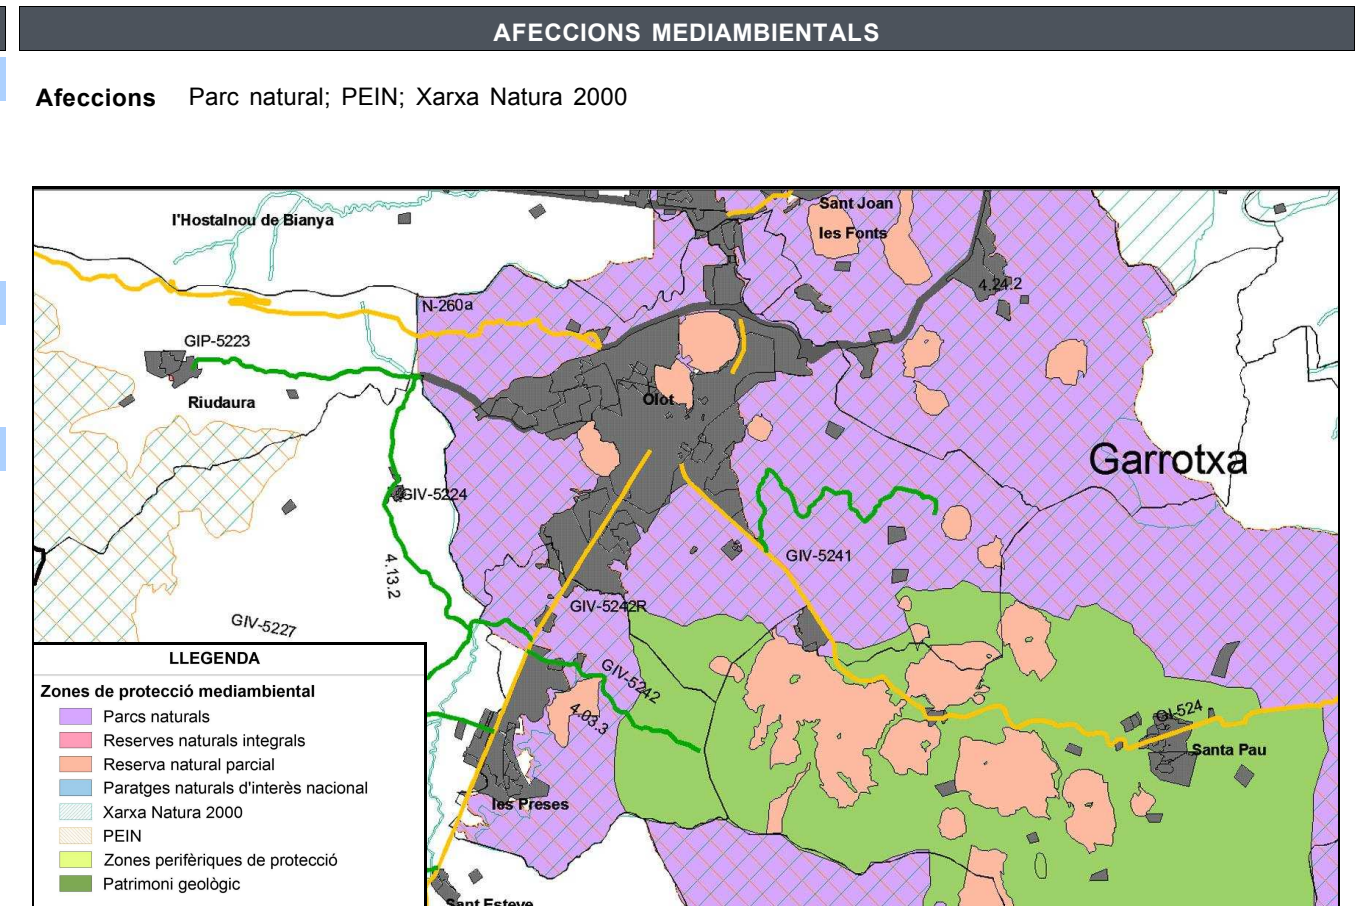 AFECCIONS MEDIAMBIENTALS
Afeccions Parc natural; PEIN; Xarxa Natura 2000
Sant Joan
les Fonts
l'Hostalnou de Bianya
4.24.2
N-260a
GIP-5223
Riudaura
Olot
Garrotxa
GIV-5224
GIV-5241
4.13.2
GIV-5242R
GIV-5227
GIV-5242
4.03.3
GI-524
Santa Pau
les Preses
Sant Esteve
LLEGENDA
Zones de protecció mediambiental
Parcs naturals
Reserves naturals integrals
Reserva natural parcial
Paratges naturals d'interès nacional
Xarxa Natura 2000
PEIN
Zones perifèriques de protecció
Patrimoni geològic